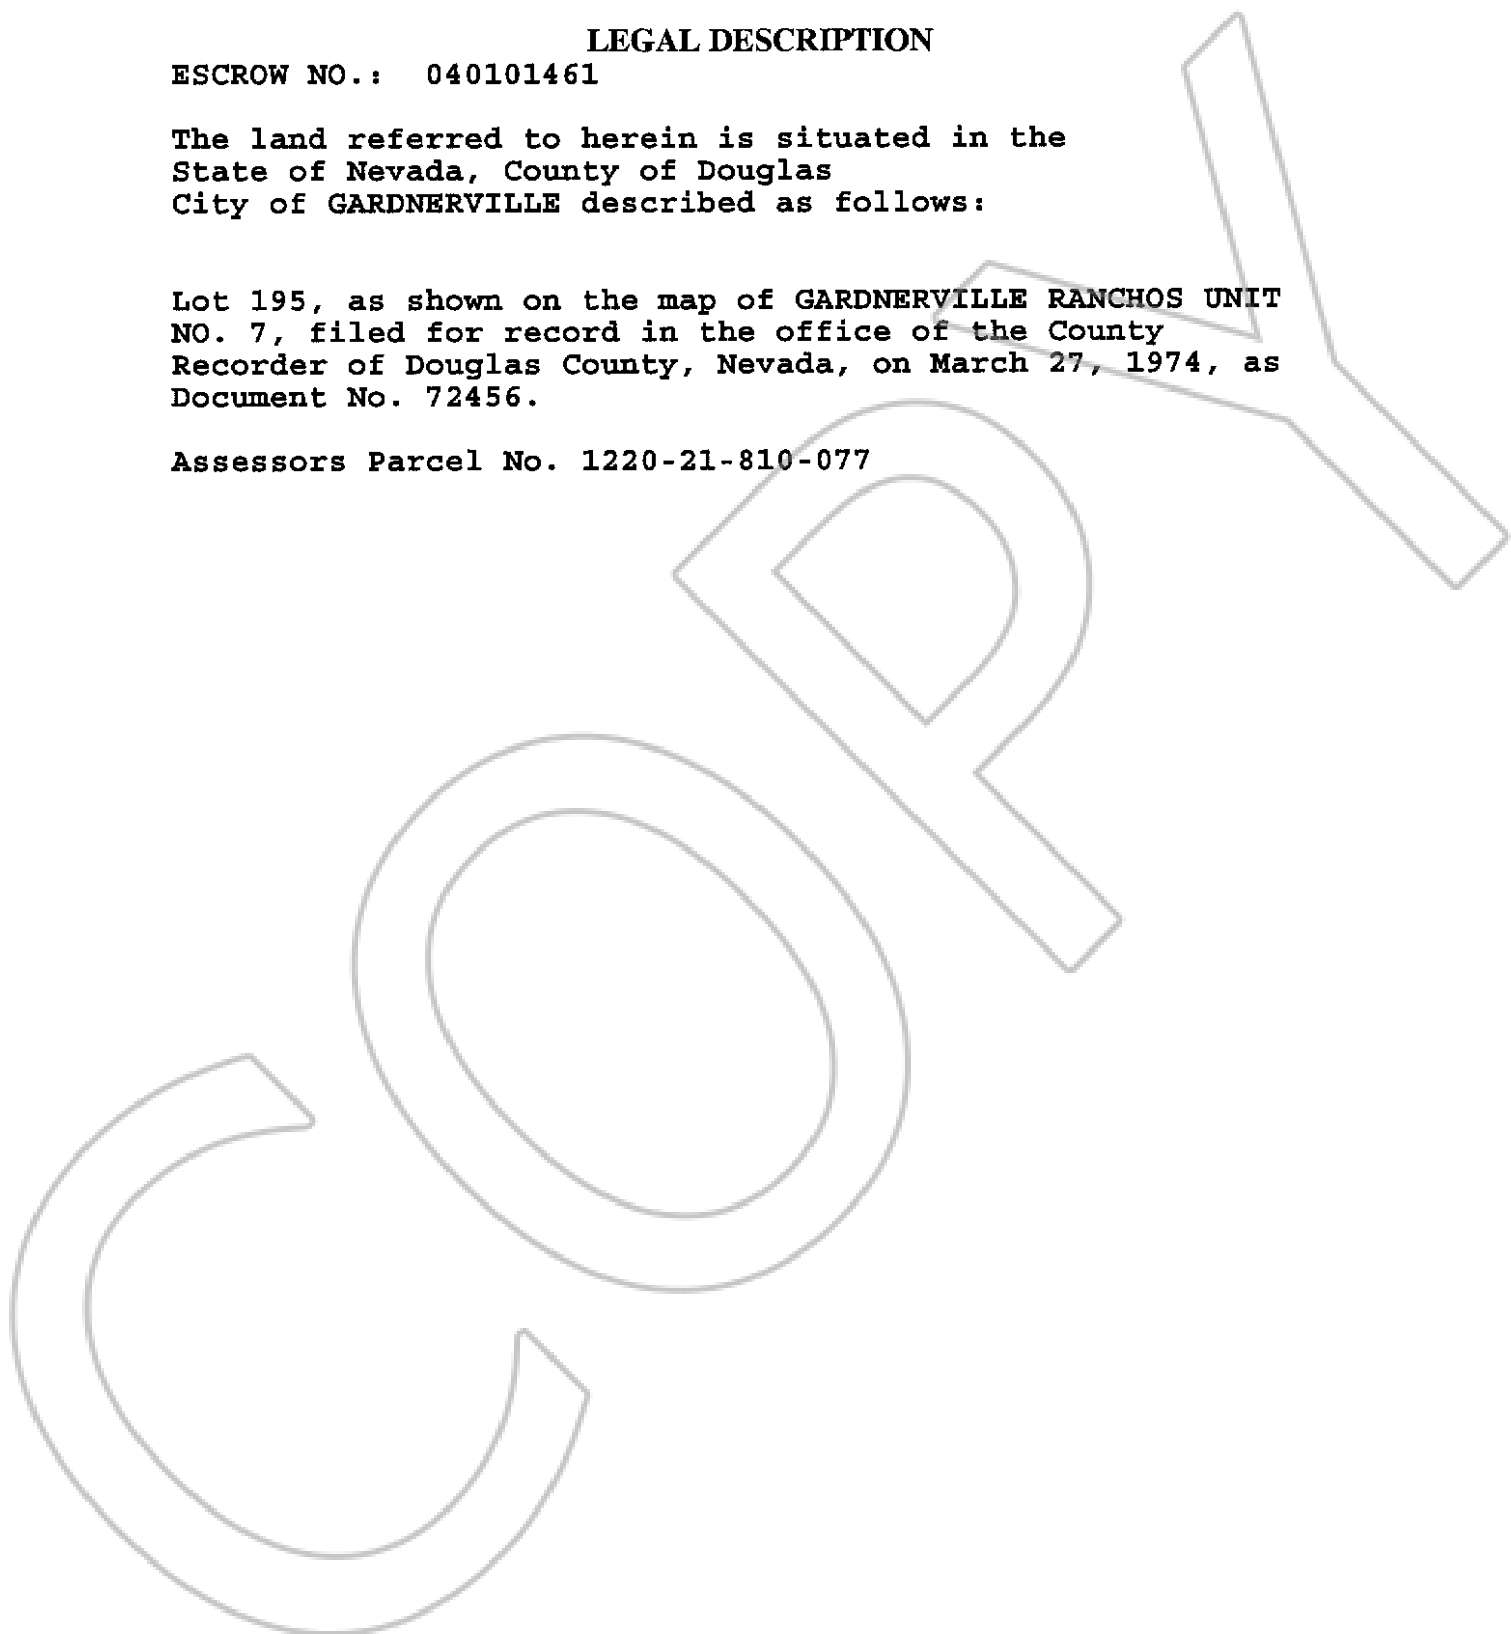 LEGAL DESCRIPTION
ESCROW NO.: 040101461
The land referred to herein is situated in the
State of Nevada, County of Douglas
City of GARDNERVILLE described as follows:
Lot 195, as shown on the map of GARDNERVILLE RANCHOS UNIT
NO. 7, filed for record in the office of the County
Recorder of Douglas County, Nevada, on March 27, 1974, as
Document No. 72456.
Assessors Parcel No. 1220-21-810-077
COPY